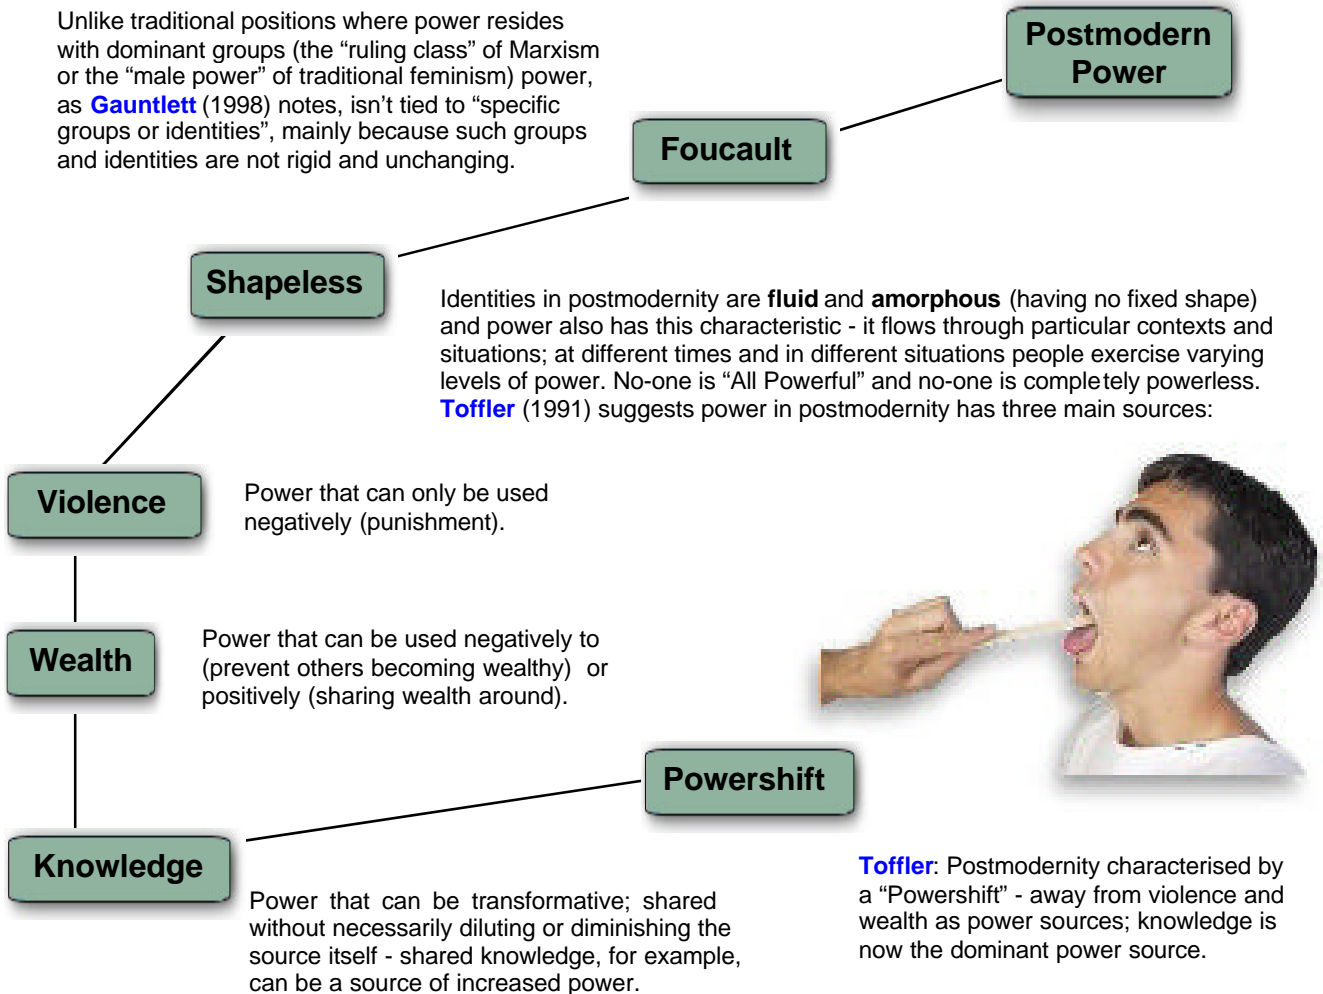 Postmodern
Power
Unlike traditional positions where power resides
with dominant groups (the “ruling class” of Marxism
or the “male power” of traditional feminism) power,
as Gauntlett (1998) notes, isn’t tied to “specific
groups or identities”, mainly because such groups
and identities are not rigid and unchanging.
Foucault
Shapeless
Identities in postmodernity are fluid and amorphous (having no fixed shape)
and power also has this characteristic - it flows through particular contexts and
situations; at different times and in different situations people exercise varying
levels of power. No-one is “All Powerful” and no-one is completely powerless.
Toffler (1991) suggests power in postmodernity has three main sources:
Violence
Power that can only be used
negatively (punishment).
Wealth
Power that can be used negatively to
(prevent others becoming wealthy) or
positively (sharing wealth around).
Powershift
Knowledge
Power that can be transformative; shared
without necessarily diluting or diminishing the
source itself - shared knowledge, for example,
can be a source of increased power.
Toffler: Postmodernity characterised by
a “Powershift” - away from violence and
wealth as power sources; knowledge is
now the dominant power source.